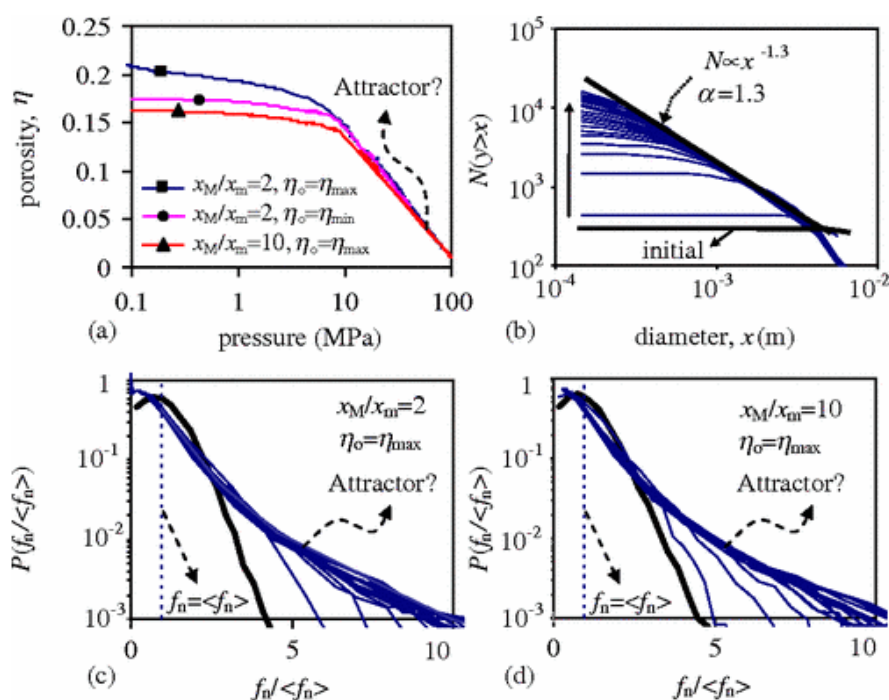 0.25
0.2
0.15
0.1
0.05
0
porosity, η
Attractor?
x_M/x_m=2, η_o=η_max
x_M/x_m=2, η_o=η_min
x_M/x_m=10, η_o=η_max
0.1 1 10 100
(a) pressure (MPa)
10^5
10^4
10^3
10^2
N(y>x)
N∝x^-1.3
α=1.3
initial
10^-4 10^-3 10^-2
(b) diameter, x(m)
1
10^-1
10^-2
10^-3
P(f_n/<f_n>)
x_M/x_m=2
η_o=η_max
Attractor?
f_n=<f_n>
0 5 10
(c) f_n/<f_n>
1
10^-1
10^-2
10^-3
P(f_n/<f_n>)
x_M/x_m=10
η_o=η_max
Attractor?
f_n=<f_n>
0 5 10
(d) f_n/<f_n>